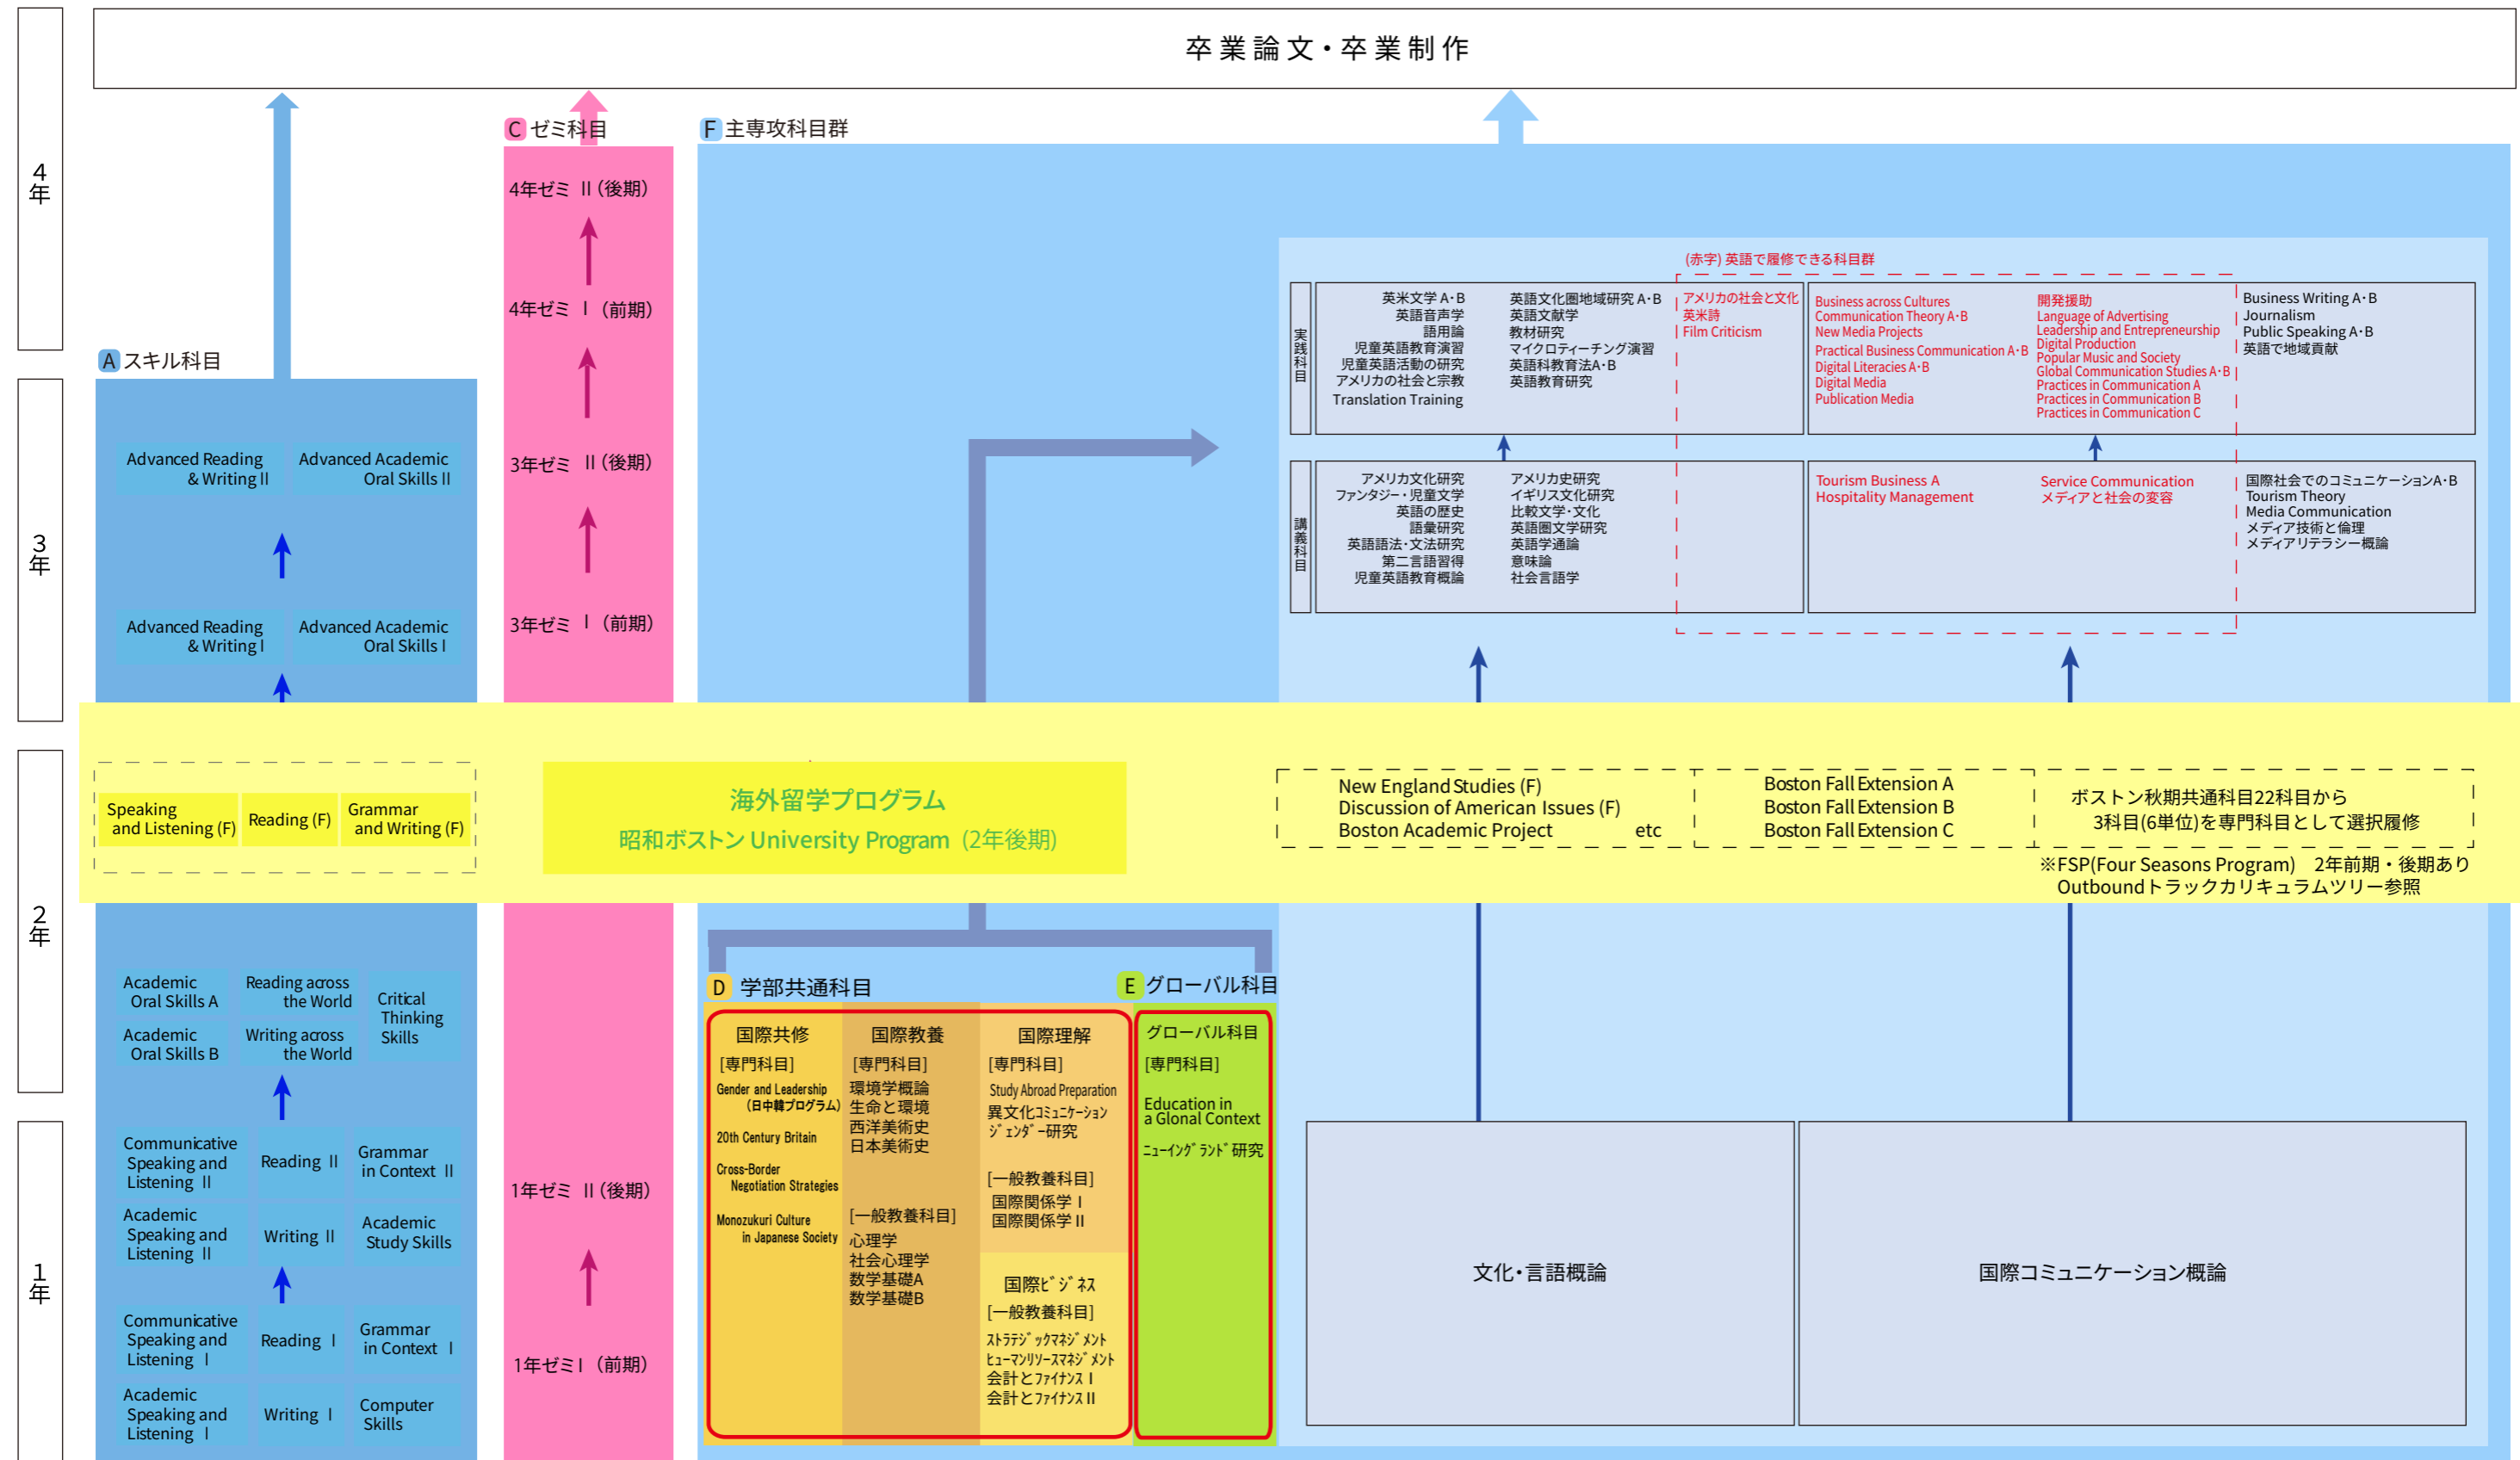 卒業論文・卒業制作
4年
C ゼミ科目
F 主専攻科目群
4年ゼミ Ⅱ（後期）
4年ゼミ Ⅰ（前期）
(赤字) 英語で履修できる科目群
実践科目
英米文学 A・B
英語音声学
語用論
児童英語教育演習
児童英語活動の研究
アメリカの社会と宗教
Translation Training
英語文化圏地域研究 A・B
英語文献学
教材研究
マイクロティーチング演習
英語科教育法A・B
英語教育研究
アメリカの社会と文化
英米詩
Film Criticism
Business across Cultures
Communication Theory A・B
New Media Projects
Practical Business Communication A・B
Digital Literacies A・B
Digital Media
Publication Media
開発援助
Language of Advertising
Leadership and Entrepreneurship
Digital Production
Popular Music and Society
Global Communication Studies A・B
Practices in Communication A
Practices in Communication B
Practices in Communication C
Business Writing A・B
Journalism
Public Speaking A・B
英語で地域貢献
A スキル科目
3年
Advanced Reading
& Writing Ⅱ
Advanced Academic
Oral Skills Ⅱ
3年ゼミ Ⅱ（後期）
講義科目
アメリカ文化研究
ファンタジー・児童文学
英語の歴史
語彙研究
英語語法・文法研究
第二言語習得
児童英語教育概論
アメリカ史研究
イギリス文化研究
比較文学・文化
英語圏文学研究
英語学通論
意味論
社会言語学
Tourism Business A
Hospitality Management
Service Communication
メディアと社会の変容
国際社会でのコミュニケーションA・B
Tourism Theory
Media Communication
メディア技術と倫理
メディアリテラシー概論
Advanced Reading
& Writing Ⅰ
Advanced Academic
Oral Skills Ⅰ
3年ゼミ Ⅰ（前期）
2年
Speaking
and Listening (F)
Reading (F)
Grammar
and Writing (F)
海外留学プログラム
昭和ボストン University Program (2年後期)
New England Studies (F)
Discussion of American Issues (F)
Boston Academic Project etc
Boston Fall Extension A
Boston Fall Extension B
Boston Fall Extension C
ボストン秋期共通科目22科目から
3科目(6単位)を専門科目として選択履修
※FSP(Four Seasons Program) 2年前期・後期あり
Outboundトラックカリキュラムツリー参照
Academic
Oral Skills A
Reading across
the World
Critical
Thinking
Skills
Academic
Oral Skills B
Writing across
the World
D 学部共通科目
E グローバル科目
国際共修
[専門科目]
Gender and Leadership
（日中韓プログラム）
20th Century Britain
Cross-Border
Negotiation Strategies
Monozukuri Culture
in Japanese Society
国際教養
[専門科目]
環境学概論
生命と環境
西洋美術史
日本美術史
[一般教養科目]
心理学
社会心理学
数学基礎A
数学基礎B
国際理解
[専門科目]
Study Abroad Preparation
異文化ｺﾐｭﾆｹｰｼｮﾝ
ｼﾞｪﾝﾀﾞｰ研究
[一般教養科目]
国際関係学Ⅰ
国際関係学Ⅱ
国際ﾋﾞｼﾞﾈｽ
[一般教養科目]
ｽﾄﾗﾃｼﾞｯｸﾏﾈｼﾞﾒﾝﾄ
ﾋｭｰﾏﾝﾘｿｰｽﾏﾈｼﾞﾒﾝﾄ
会計とﾌｧｲﾅﾝｽⅠ
会計とﾌｧｲﾅﾝｽⅡ
グローバル科目
[専門科目]
Education in
a Glonal Context
ﾆｭｰｲﾝｸﾞﾗﾝﾄﾞ研究
1年
Communicative
Speaking and
Listening Ⅱ
Reading Ⅱ
Grammar
in Context Ⅱ
Academic
Speaking and
Listening Ⅱ
Writing Ⅱ
Academic
Study Skills
1年ゼミ Ⅱ（後期）
Communicative
Speaking and
Listening Ⅰ
Reading Ⅰ
Grammar
in Context Ⅰ
Academic
Speaking and
Listening Ⅰ
Writing Ⅰ
Computer
Skills
1年ゼミⅠ（前期）
文化・言語概論
国際コミュニケーション概論